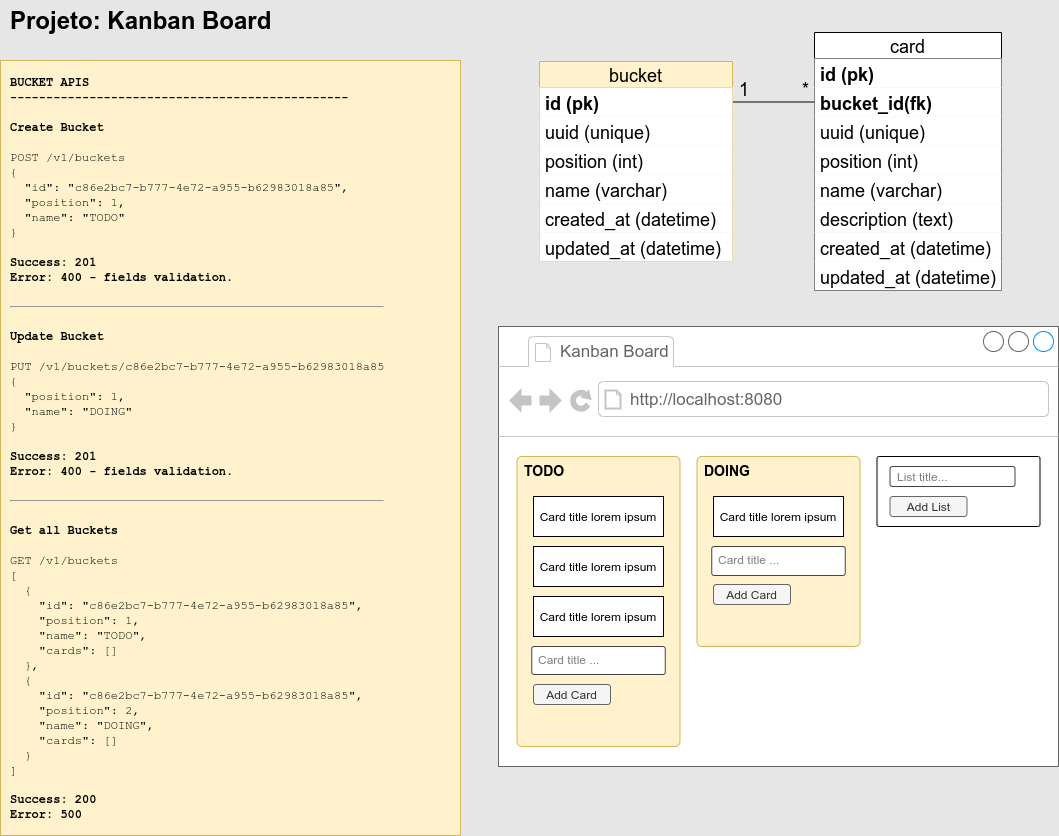 Projeto: Kanban Board
BUCKET APIS
-----------------------------------------------
Create Bucket
POST /v1/buckets
{
  "id": "c86e2bc7-b777-4e72-a955-b62983018a85",
  "position": 1,
  "name": "TODO"
}
Success: 201
Error: 400 - fields validation.
Update Bucket
PUT /v1/buckets/c86e2bc7-b777-4e72-a955-b62983018a85
{
  "position": 1,
  "name": "DOING"
}
Success: 201
Error: 400 - fields validation.
Get all Buckets
GET /v1/buckets
[
  {
    "id": "c86e2bc7-b777-4e72-a955-b62983018a85",
    "position": 1,
    "name": "TODO",
    "cards": []
  },
  {
    "id": "c86e2bc7-b777-4e72-a955-b62983018a85",
    "position": 2,
    "name": "DOING",
    "cards": []
  }
]
Success: 200
Error: 500
bucket
id (pk)
uuid (unique)
position (int)
name (varchar)
created_at (datetime)
updated_at (datetime)
1
*
card
id (pk)
bucket_id(fk)
uuid (unique)
position (int)
name (varchar)
description (text)
created_at (datetime)
updated_at (datetime)
Kanban Board
http://localhost:8080
TODO
Card title lorem ipsum
Card title lorem ipsum
Card title lorem ipsum
Card title ...
Add Card
DOING
Card title lorem ipsum
Card title ...
Add Card
List title...
Add List